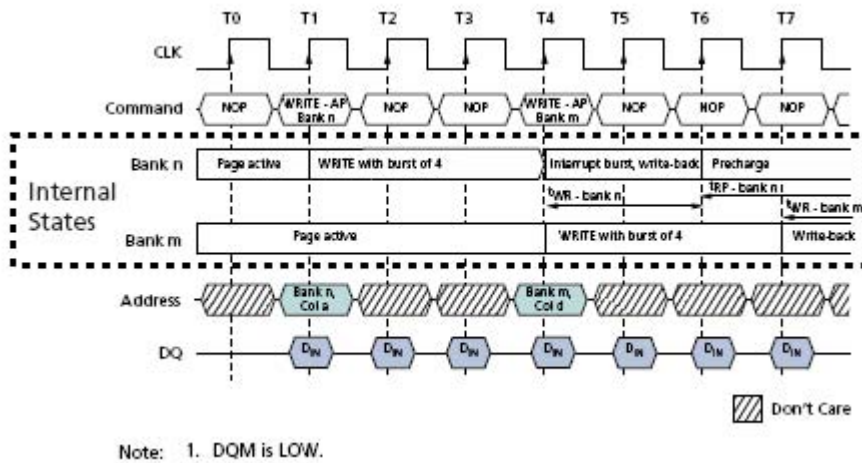 T0 T1 T2 T3 T4 T5 T6 T7
CLK
Command NOP WRITE - AP Bank n NOP NOP WRITE - AP Bank m NOP NOP NOP
Internal States
Bank n Page active WRITE with burst of 4 Interrupt burst, write-back Precharge
tWR - bank n tRP - bank n
tWR - bank m
Bank m Page active WRITE with burst of 4 Write-back
Address Bank n, Col a Bank m, Col d
DQ DIN DIN DIN DIN DIN DIN DIN
Don't Care
Note: 1. DQM is LOW.